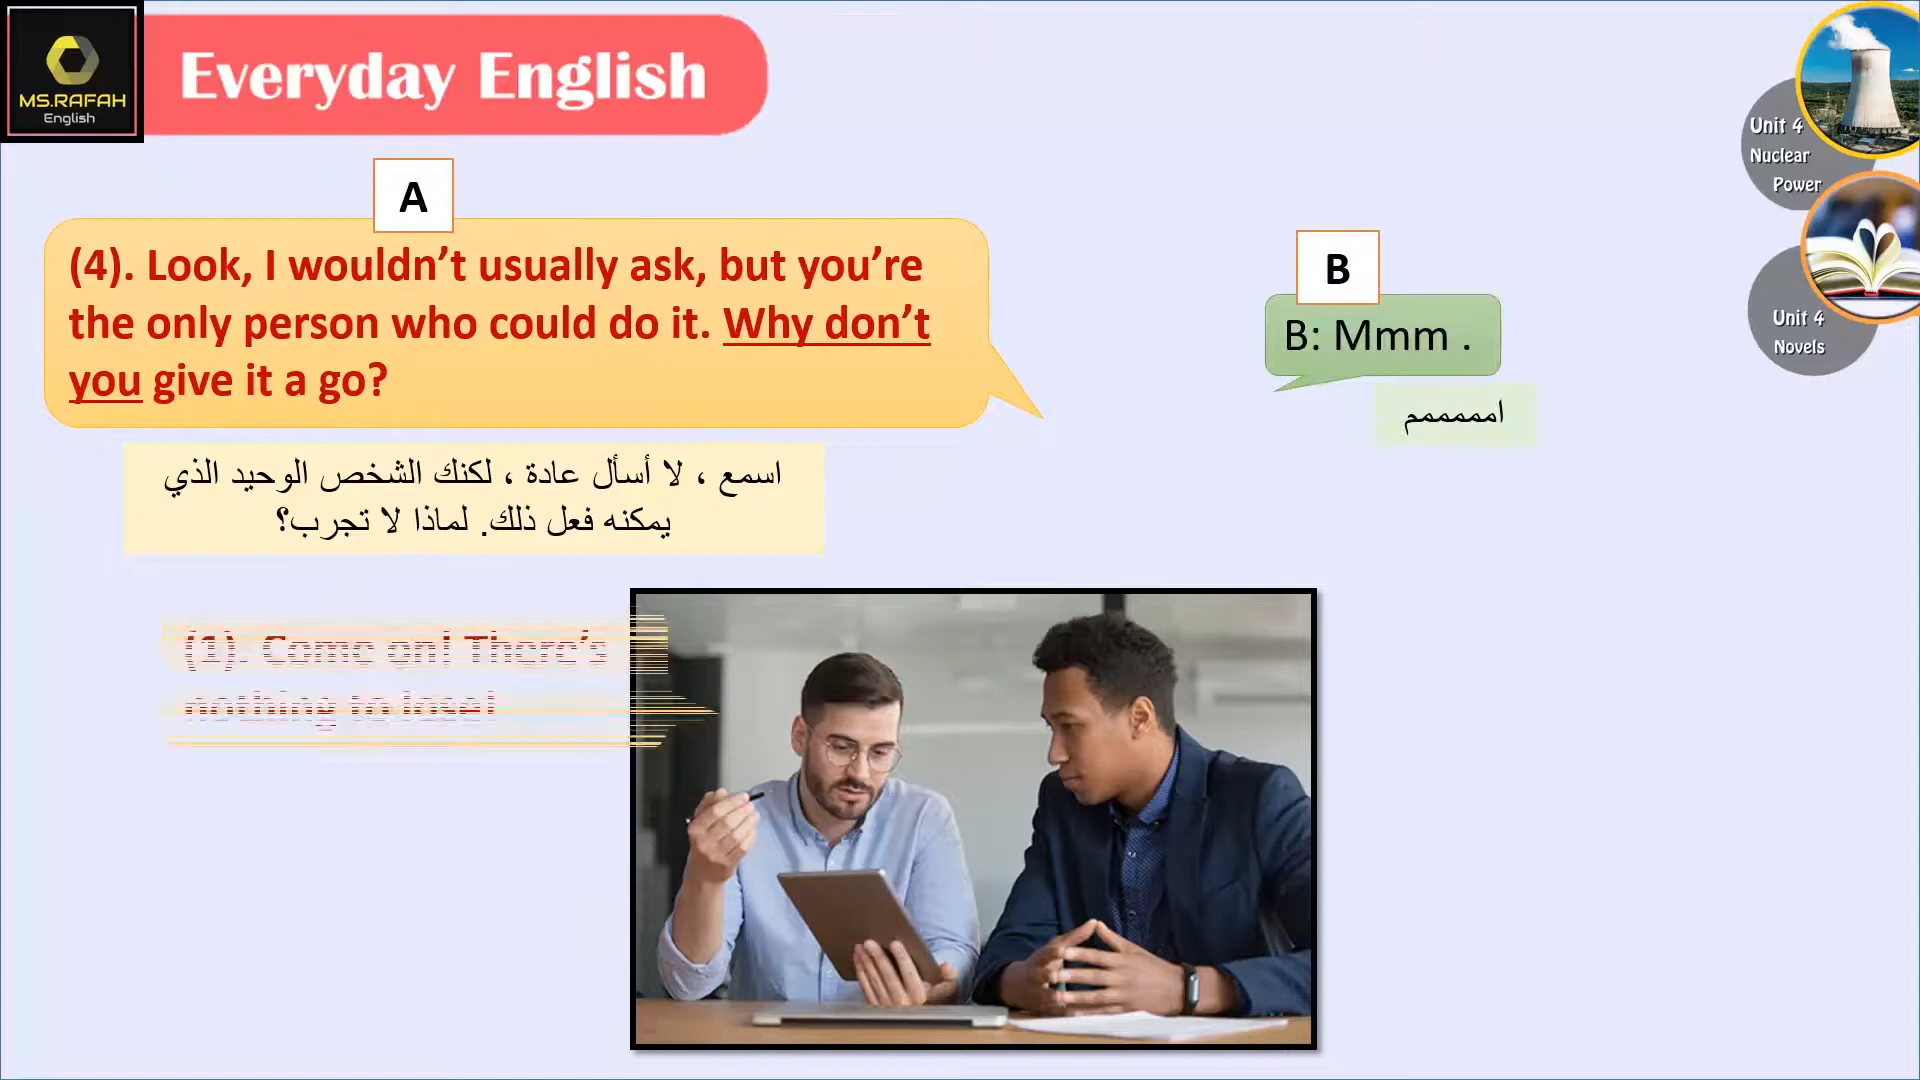 MS.RAFAH
English
Everyday English
A
(4). Look, I wouldn’t usually ask, but you’re
the only person who could do it. Why don’t
you give it a go?
اسمع ، لا أسأل عادة ، لكنك الشخص الوحيد الذي
يمكنه فعل ذلك. لماذا لا تجرب؟
B
B: Mmm .
اممممممم
(1). Come on! There’s
nothing to lose!
Unit 4
Nuclear
Power
Unit 4
Novels